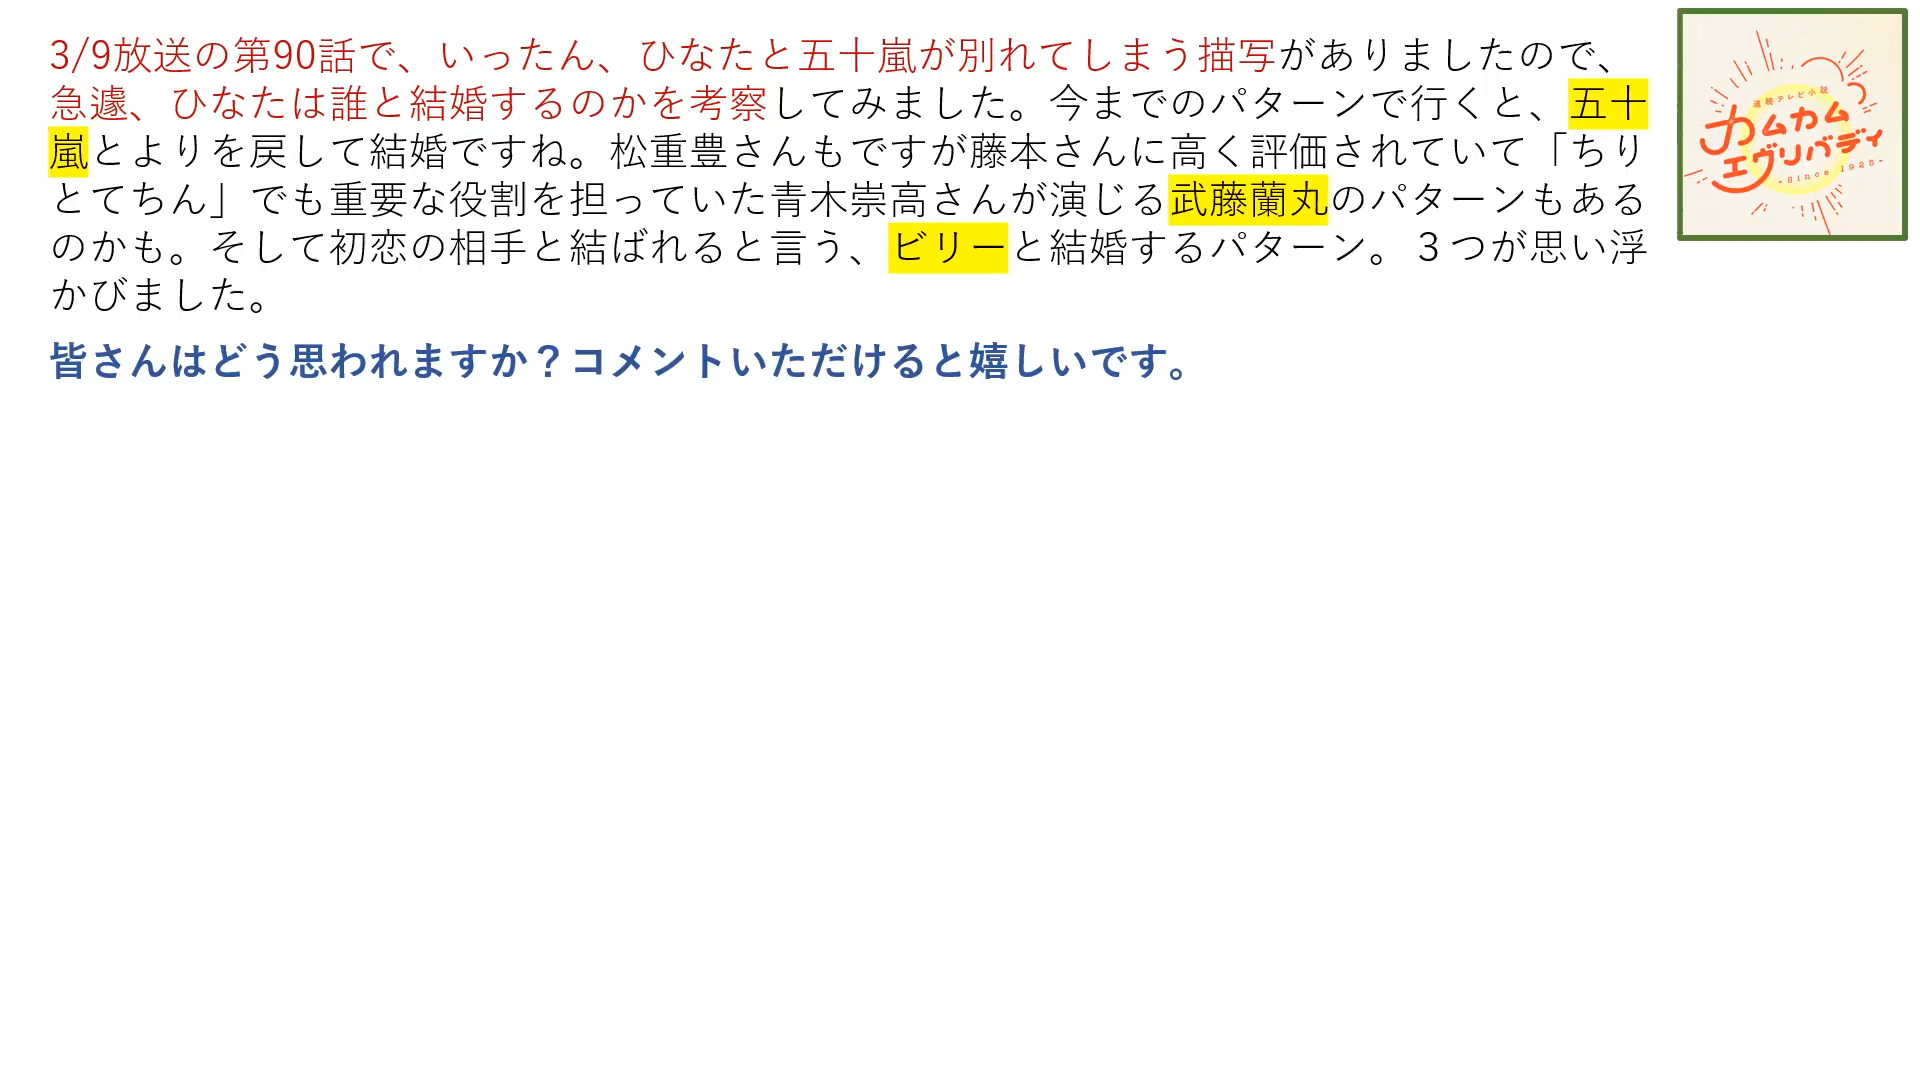 3/9放送の第90話で、いったん、ひなたと五十嵐が別れてしまう描写がありましたので、
急遽、ひなたは誰と結婚するのかを考察してみました。今までのパターンで行くと、五十
嵐とよりを戻して結婚ですね。松重豊さんもですが藤本さんに高く評価されていて「ちり
とてちん」でも重要な役割を担っていた青木崇高さんが演じる武藤蘭丸のパターンもある
のかも。そして初恋の相手と結ばれると言う、ビリーと結婚するパターン。３つが思い浮
かびました。
皆さんはどう思われますか？コメントいただけると嬉しいです。
連続テレビ小説
カムカム
エヴリバディ
-Since 1925-